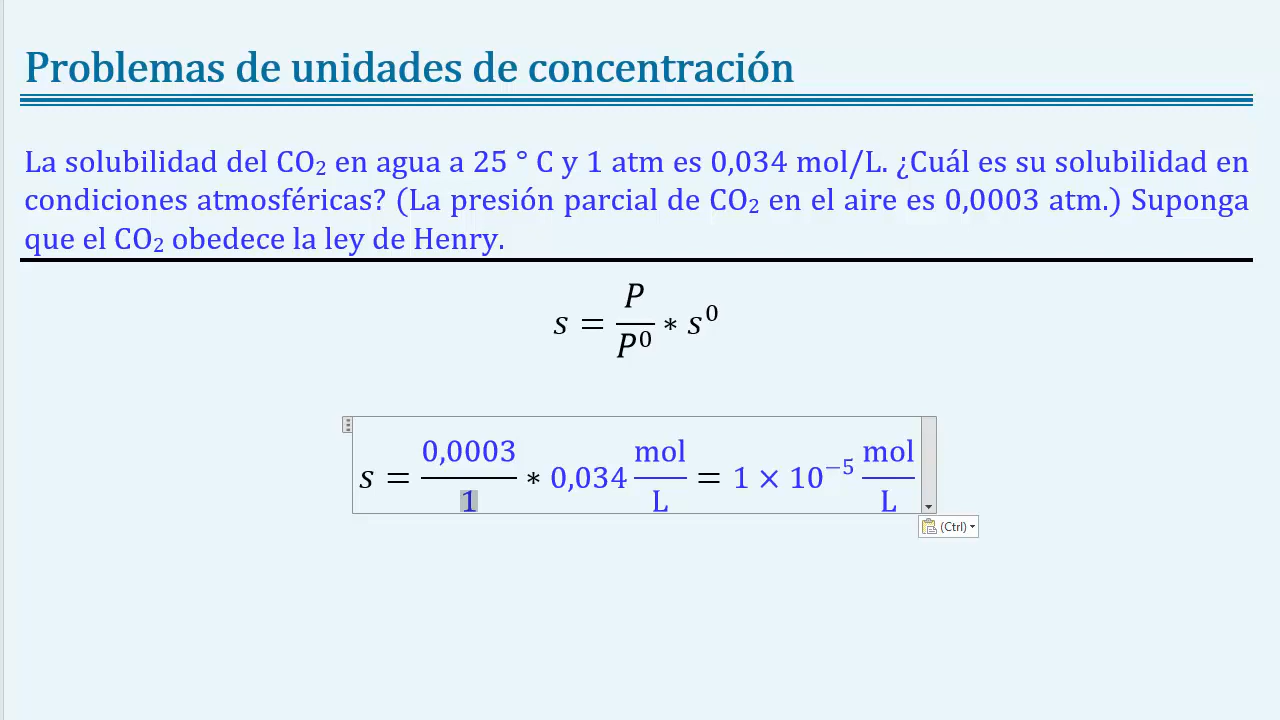 Problemas de unidades de concentración
La solubilidad del CO₂ en agua a 25 ° C y 1 atm es 0,034 mol/L. ¿Cuál es su solubilidad en
condiciones atmosféricas? (La presión parcial de CO₂ en el aire es 0,0003 atm.) Suponga
que el CO₂ obedece la ley de Henry.
s = P/P⁰ * s⁰
s = 0,0003/1 * 0,034 mol/L = 1 × 10⁻⁵ mol/L
(Ctrl)